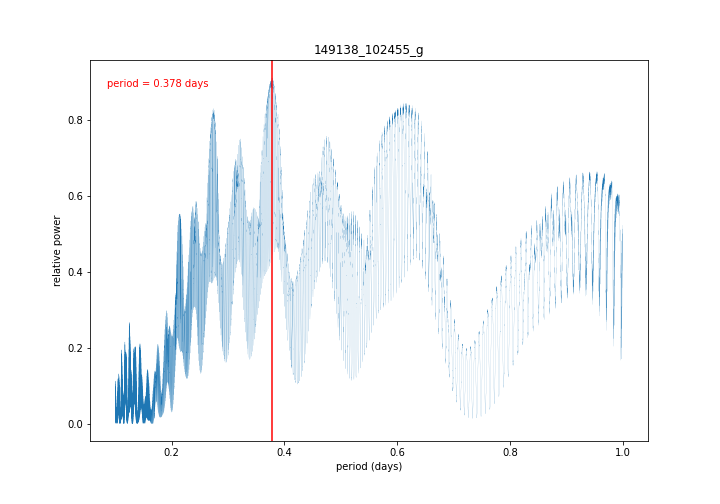 149138_102455_g
period = 0.378 days
relative power
0.8
0.6
0.4
0.2
0.0
0.2 0.4 0.6 0.8 1.0
period (days)